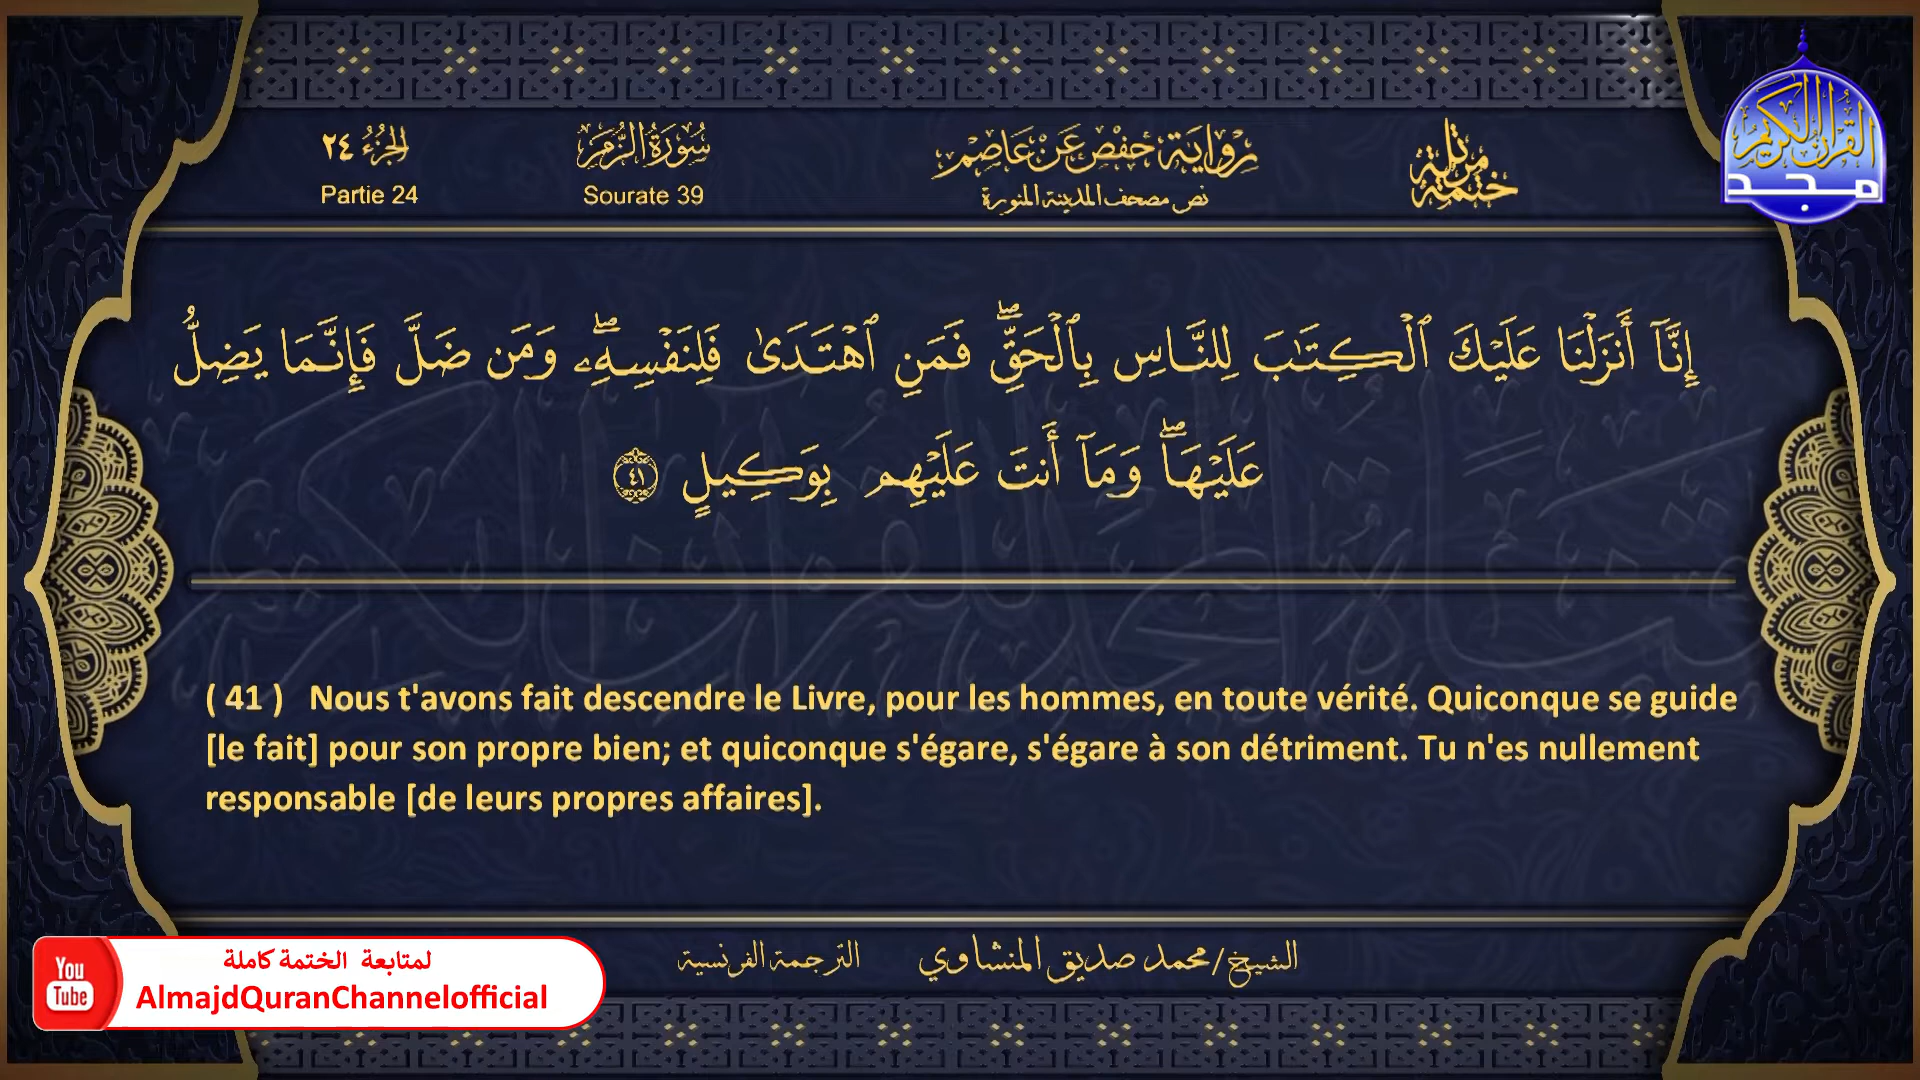 ختمة مرتلة
رواية حفص عن عاصم
نص مصحف المدينة المنورة
سُورَةُ الزُّمَرِ
Sourate 39
الجزء ٢٤
Partie 24
القرآن الكريم
مجد
إِنَّآ أَنزَلْنَا عَلَيْكَ ٱلْكِتَـٰبَ لِلنَّاسِ بِٱلْحَقِّۖ فَمَنِ ٱهْتَدَىٰ فَلِنَفْسِهِۦۖ وَمَن ضَلَّ فَإِنَّمَا يَضِلُّ
عَلَيْهَاۖ وَمَآ أَنتَ عَلَيْهِم بِوَكِيلٍ ٤١
( 41 ) Nous t'avons fait descendre le Livre, pour les hommes, en toute vérité. Quiconque se guide
[le fait] pour son propre bien; et quiconque s'égare, s'égare à son détriment. Tu n'es nullement
responsable [de leurs propres affaires].
الشيخ / محمد صديق المنشاوي
الترجمة الفرنسية
You
Tube
لمتابعة الختمة كاملة
AlmajdQuranChannelofficial